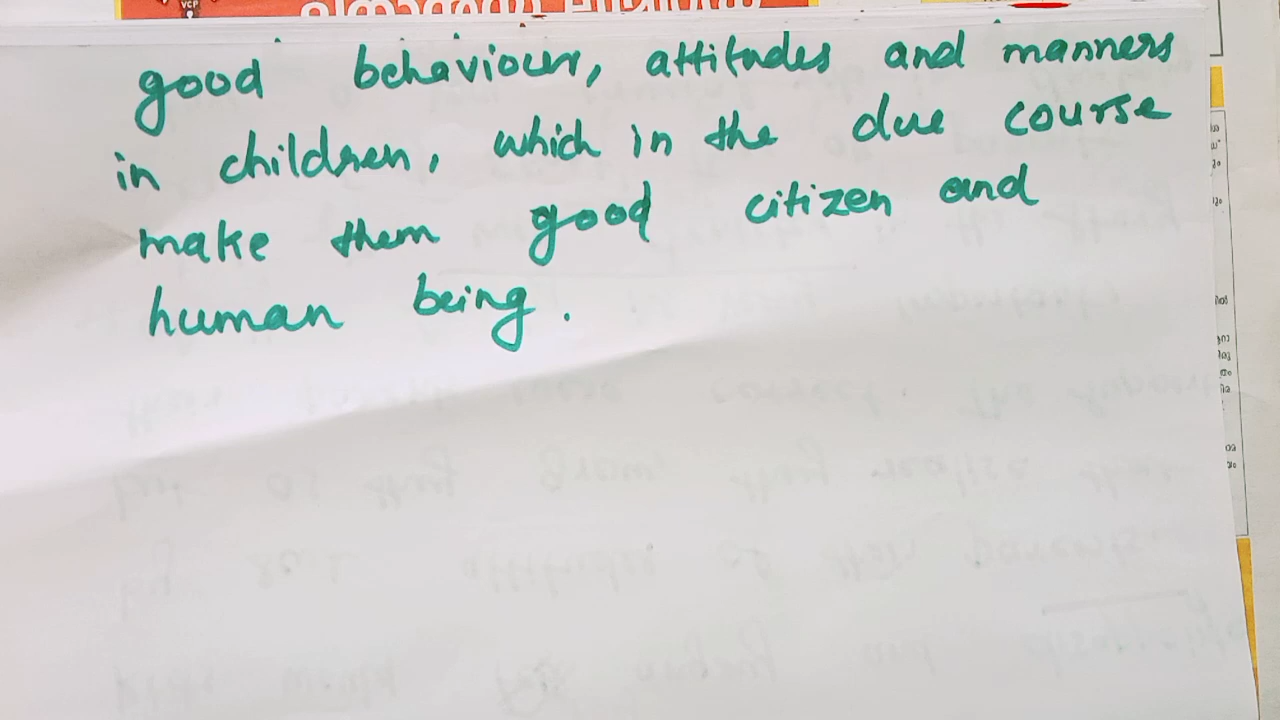 VCP
good behaviour, attitudes and manners
in children, which in the due course
make them good citizen and
human being.